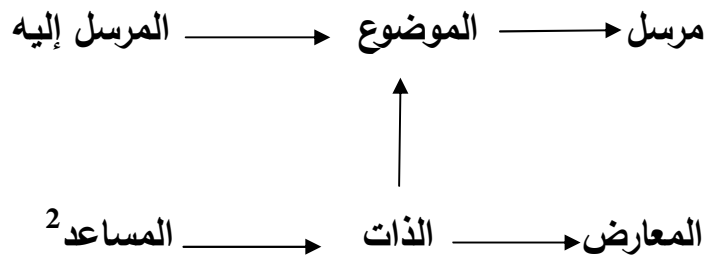 مرسل الموضوع المرسل إليه
المعارض الذات المساعد2